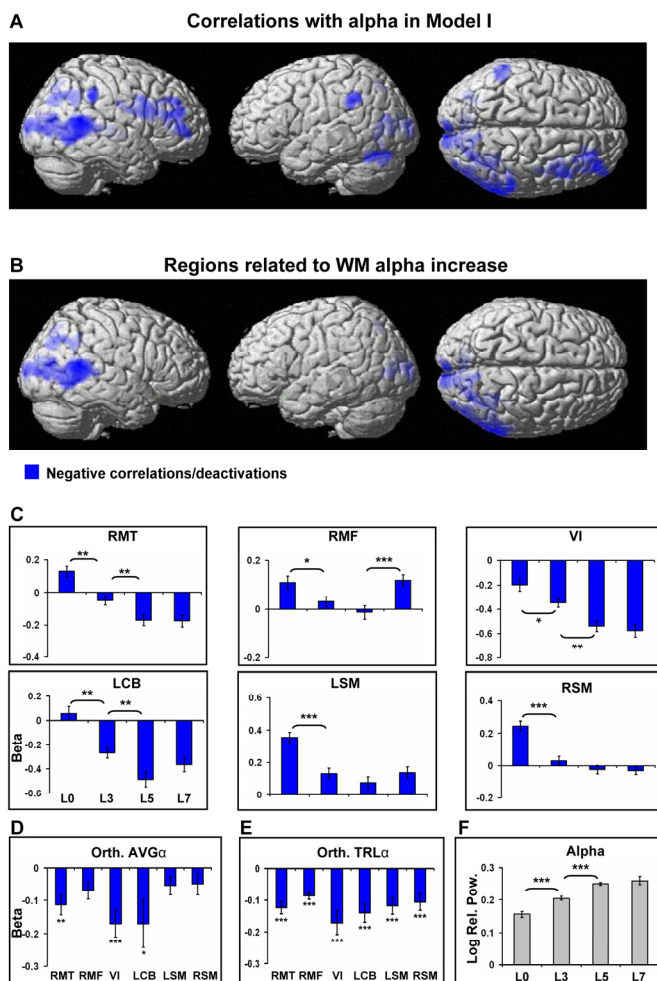 A
Correlations with alpha in Model I
B
Regions related to WM alpha increase
Negative correlations/deactivations
C
RMT
0.2
0
-0.2
-0.4
**
**
RMF
0.2
0
0.2
*
***
VI
0
-0.2
-0.4
-0.6
-0.8
*
**
LCB
Beta
0.2
0
-0.2
-0.4
-0.6
**
**
L0 L3 L5 L7
LSM
0.6
0.4
0.2
0
***
RSM
0.4
0.2
0
-0.2
***
D
Orth. AVGα
Beta
0
-0.1
-0.2
-0.3
** *** *
RMT RMF VI LCB LSM RSM
E
Orth. TRLα
0
-0.1
-0.2
-0.3
*** *** *** *** *** ***
RMT RMF VI LCB LSM RSM
F
Alpha
Log Rel. Pow.
0.3
0.2
0.1
*** ***
L0 L3 L5 L7